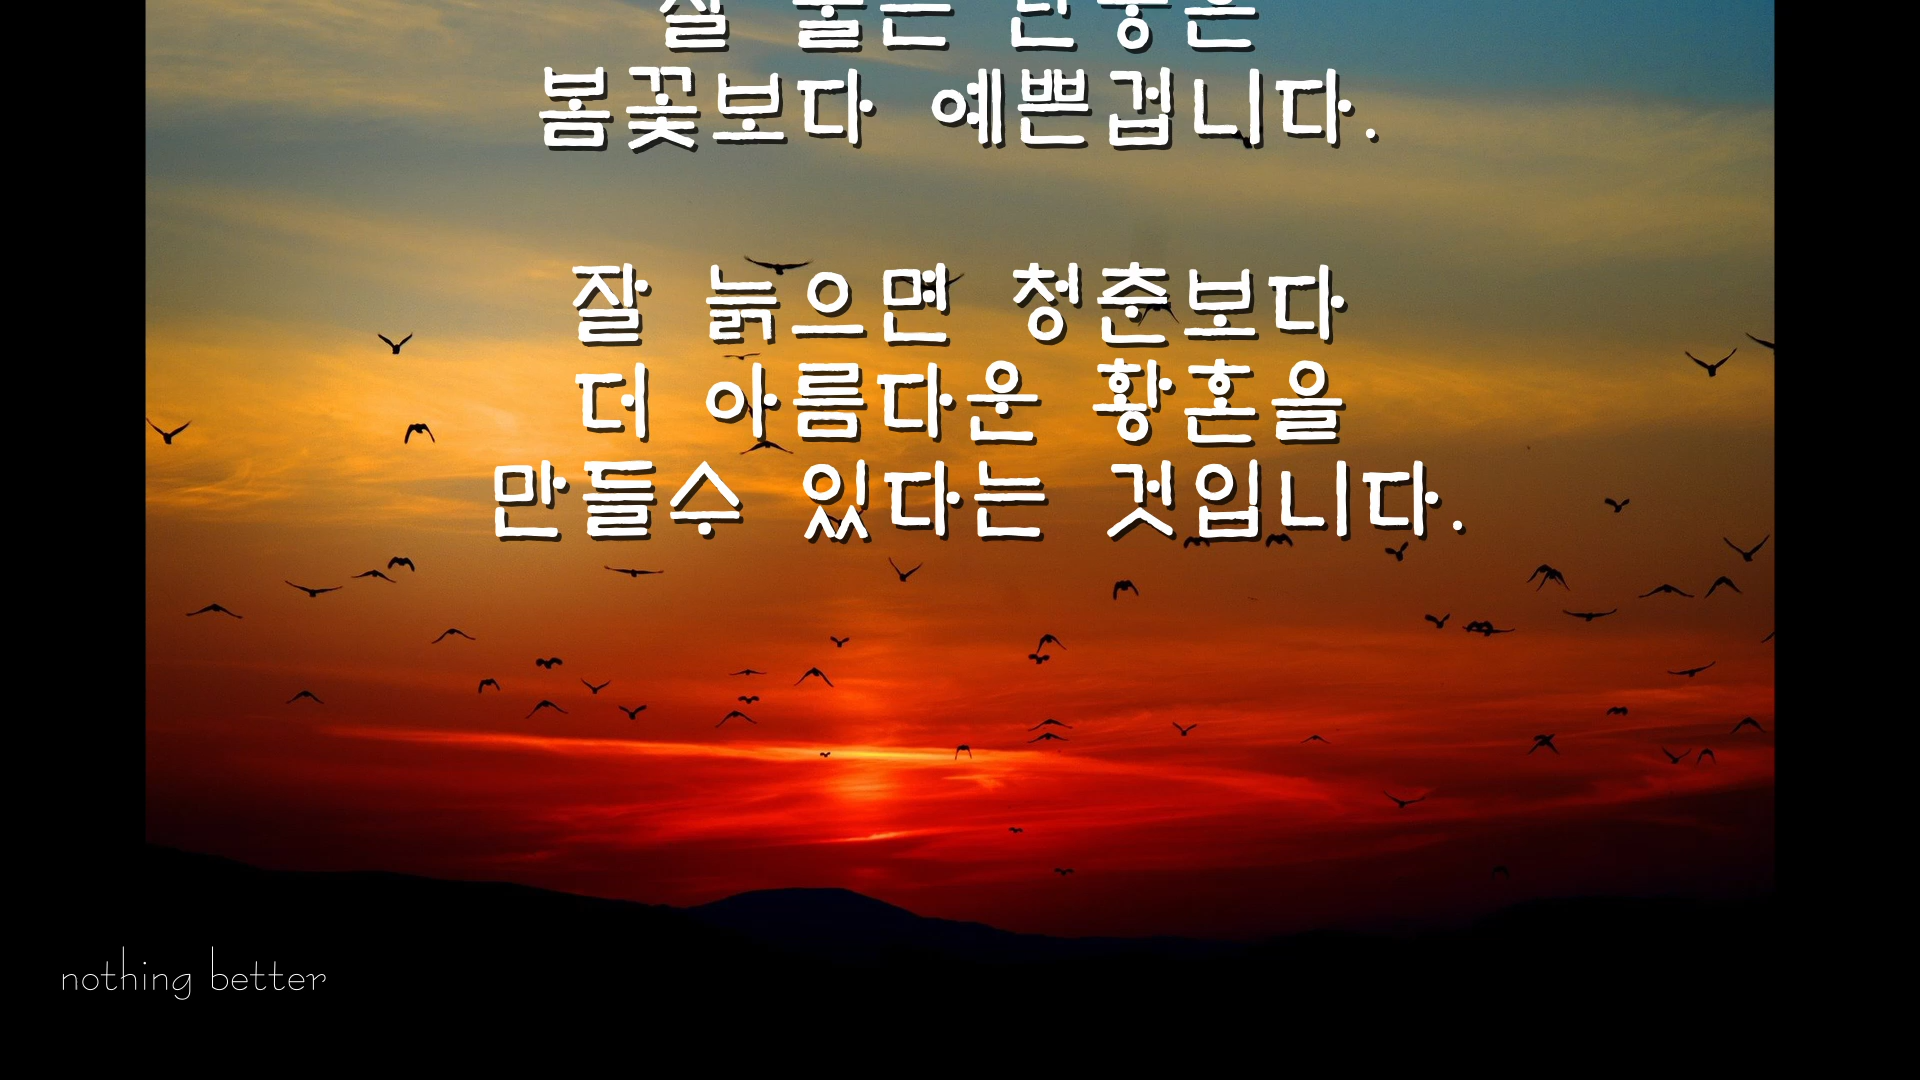 봄꽃보다 예쁜겁니다.
잘 늙으면 청춘보다
더 아름다운 황혼을
만들수 있다는 것입니다.
nothing better